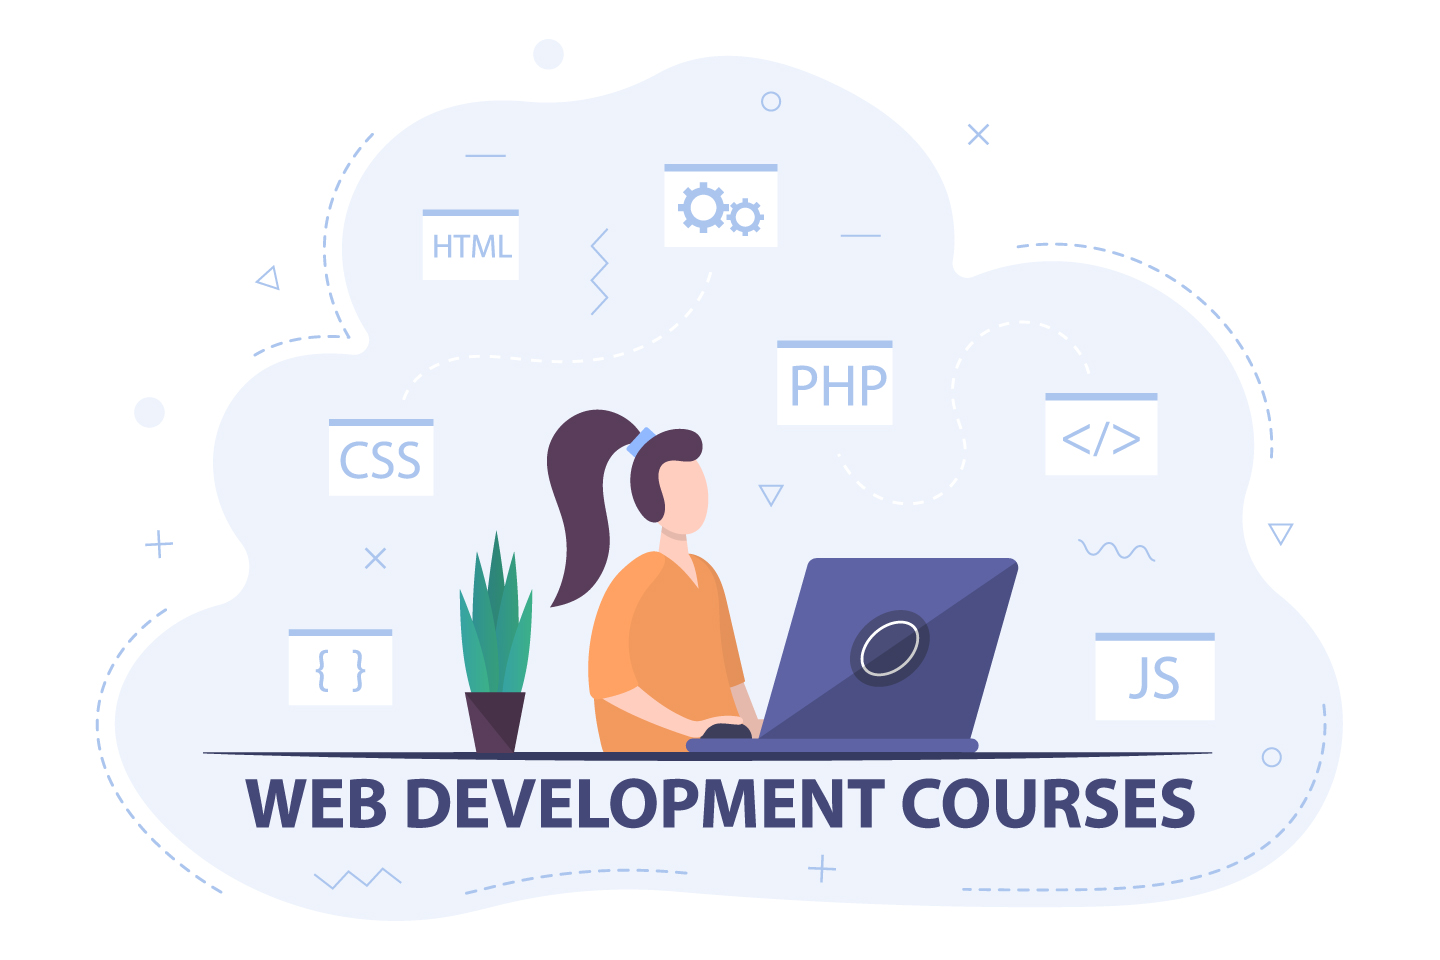 HTML
PHP
</>
CSS
{ }
JS
WEB DEVELOPMENT COURSES